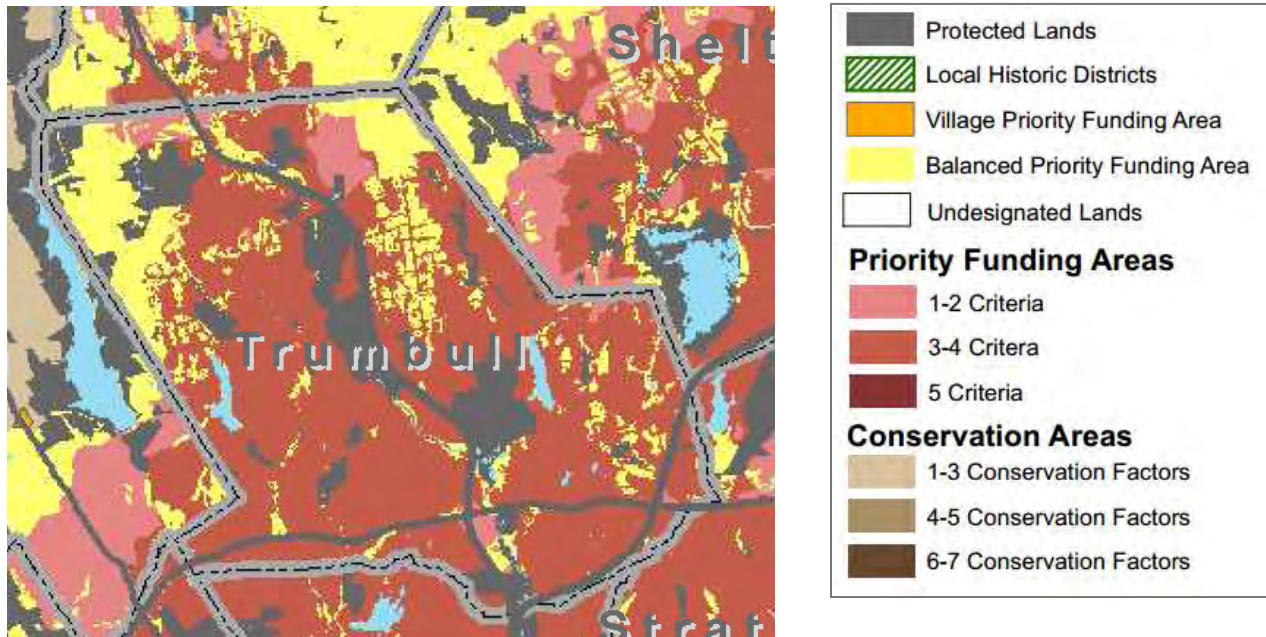 Shelt
Trumbull
Strat
Protected Lands
Local Historic Districts
Village Priority Funding Area
Balanced Priority Funding Area
Undesignated Lands
Priority Funding Areas
1-2 Criteria
3-4 Critera
5 Criteria
Conservation Areas
1-3 Conservation Factors
4-5 Conservation Factors
6-7 Conservation Factors